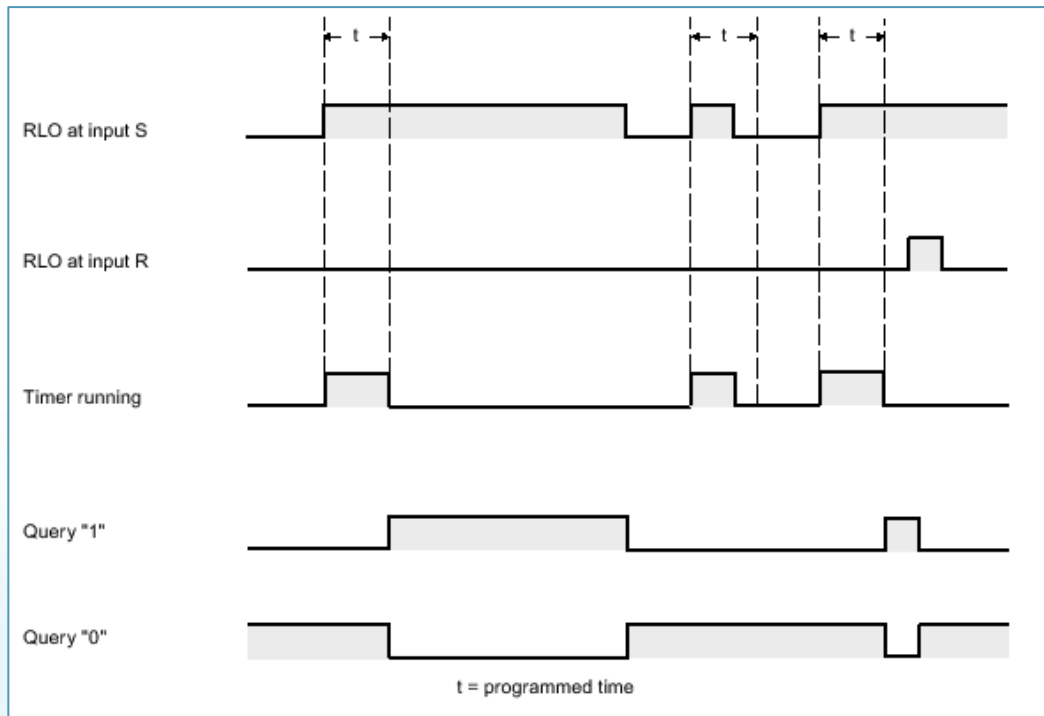 t
t
t
RLO at input S
RLO at input R
Timer running
Query "1"
Query "0"
t = programmed time